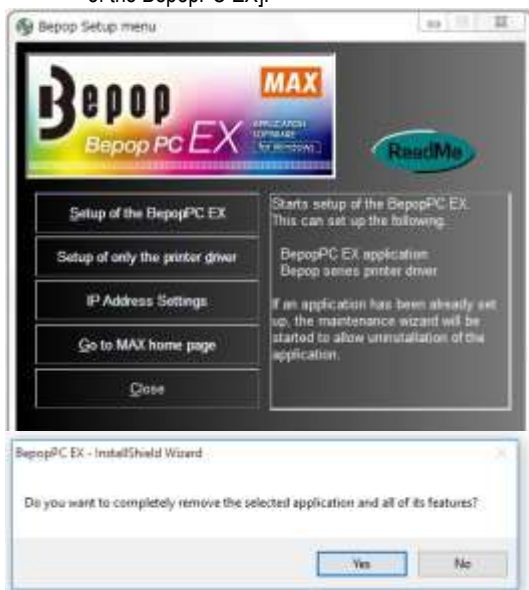 of the BepopPC EX].
Bepop Setup menu
Bepop
MAX
Bepop PC EX
APPLICATION
SOFTWARE
for Windows
ReadMe
Setup of the BepopPC EX
Setup of only the printer driver
IP Address Settings
Go to MAX home page
Close
Starts setup of the BepopPC EX.
This can set up the following.
BepopPC EX application
Bepop series printer driver
If an application has been already set
up, the maintenance wizard will be
started to allow uninstallation of the
application.
BepopPC EX - InstallShield Wizard
Do you want to completely remove the selected application and all of its features?
Yes
No